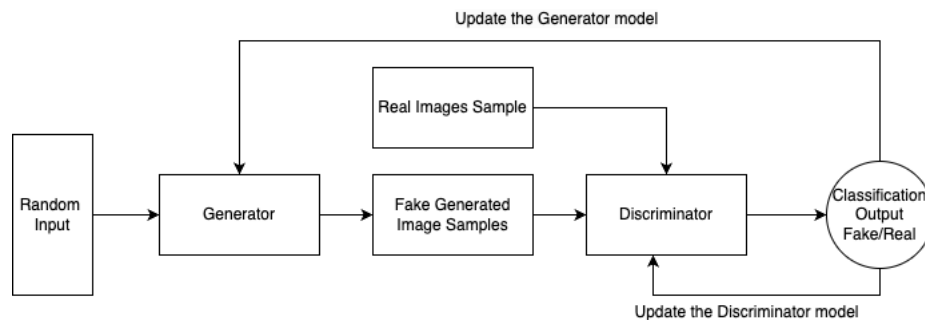 Update the Generator model
Real Images Sample
Random
Input
Generator
Fake Generated
Image Samples
Discriminator
Classification
Output
Fake/Real
Update the Discriminator model